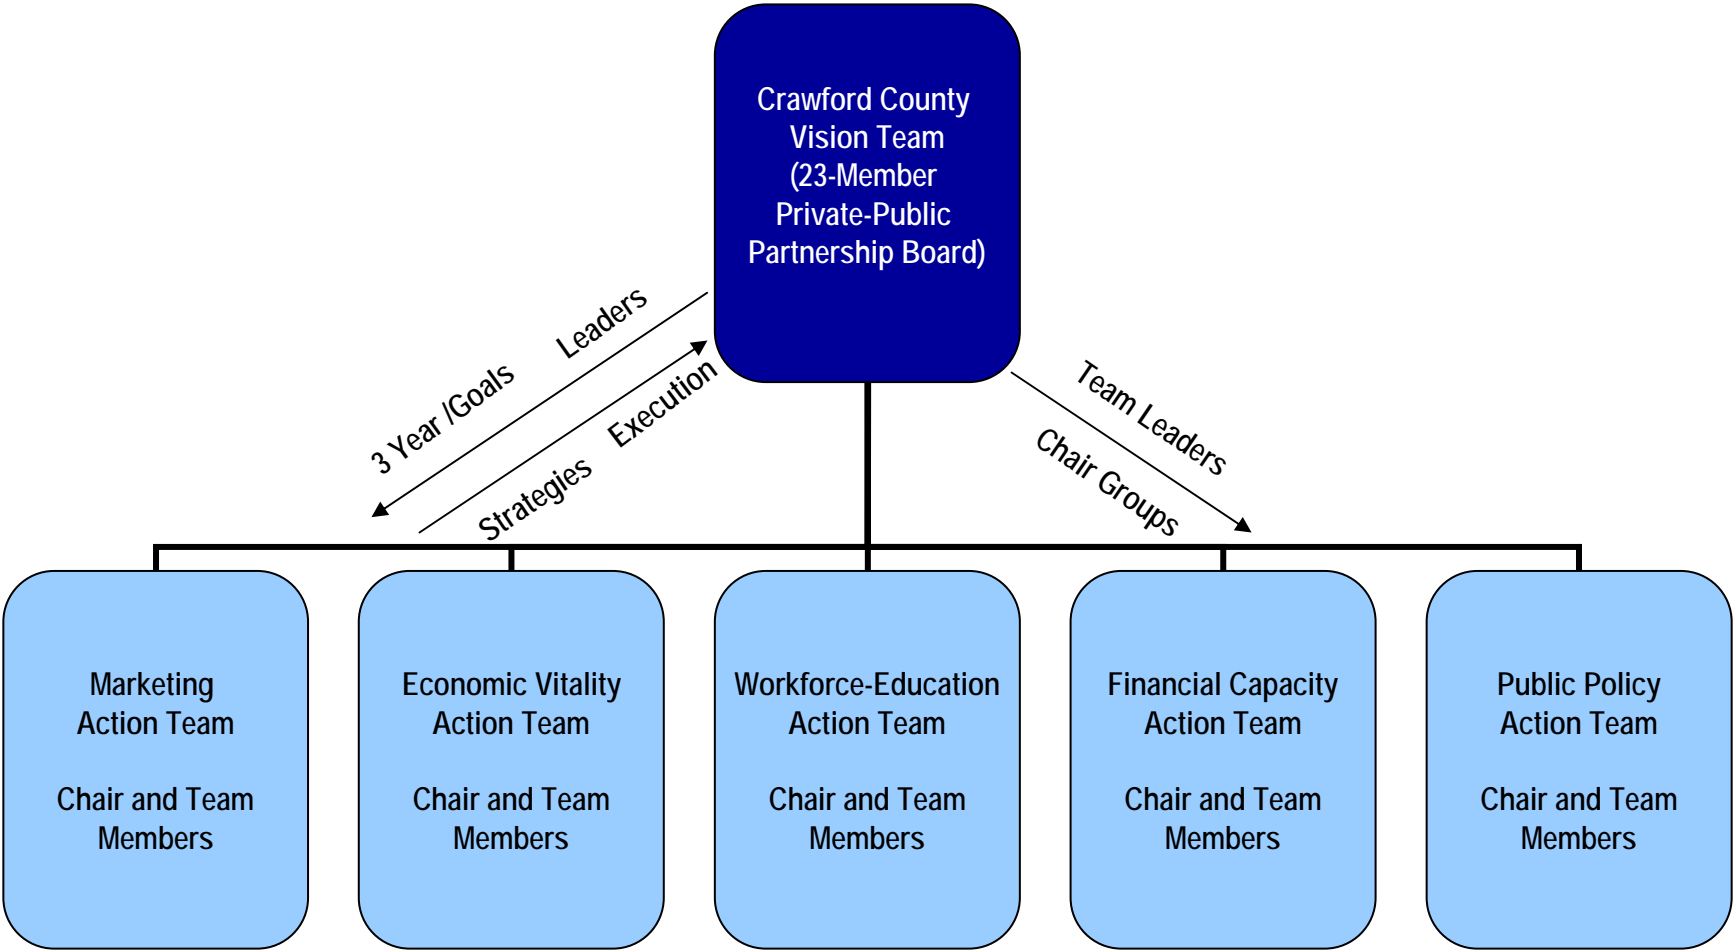 Crawford County
Vision Team
(23-Member
Private-Public
Partnership Board)
3 Year /Goals Leaders
Strategies Execution
Team Leaders
Chair Groups
Marketing
Action Team
Chair and Team
Members
Economic Vitality
Action Team
Chair and Team
Members
Workforce-Education
Action Team
Chair and Team
Members
Financial Capacity
Action Team
Chair and Team
Members
Public Policy
Action Team
Chair and Team
Members